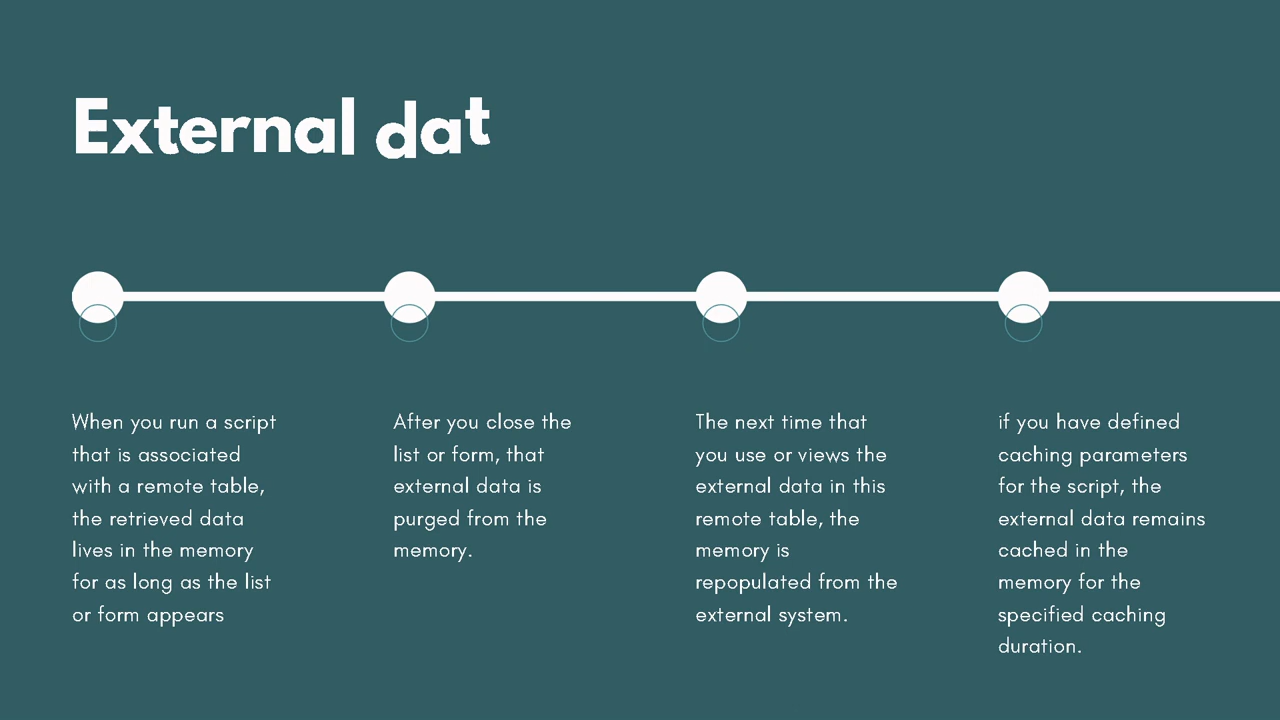 External dat
When you run a script
that is associated
with a remote table,
the retrieved data
lives in the memory
for as long as the list
or form appears
After you close the
list or form, that
external data is
purged from the
memory.
The next time that
you use or views the
external data in this
remote table, the
memory is
repopulated from the
external system.
if you have defined
caching parameters
for the script, the
external data remains
cached in the
memory for the
specified caching
duration.